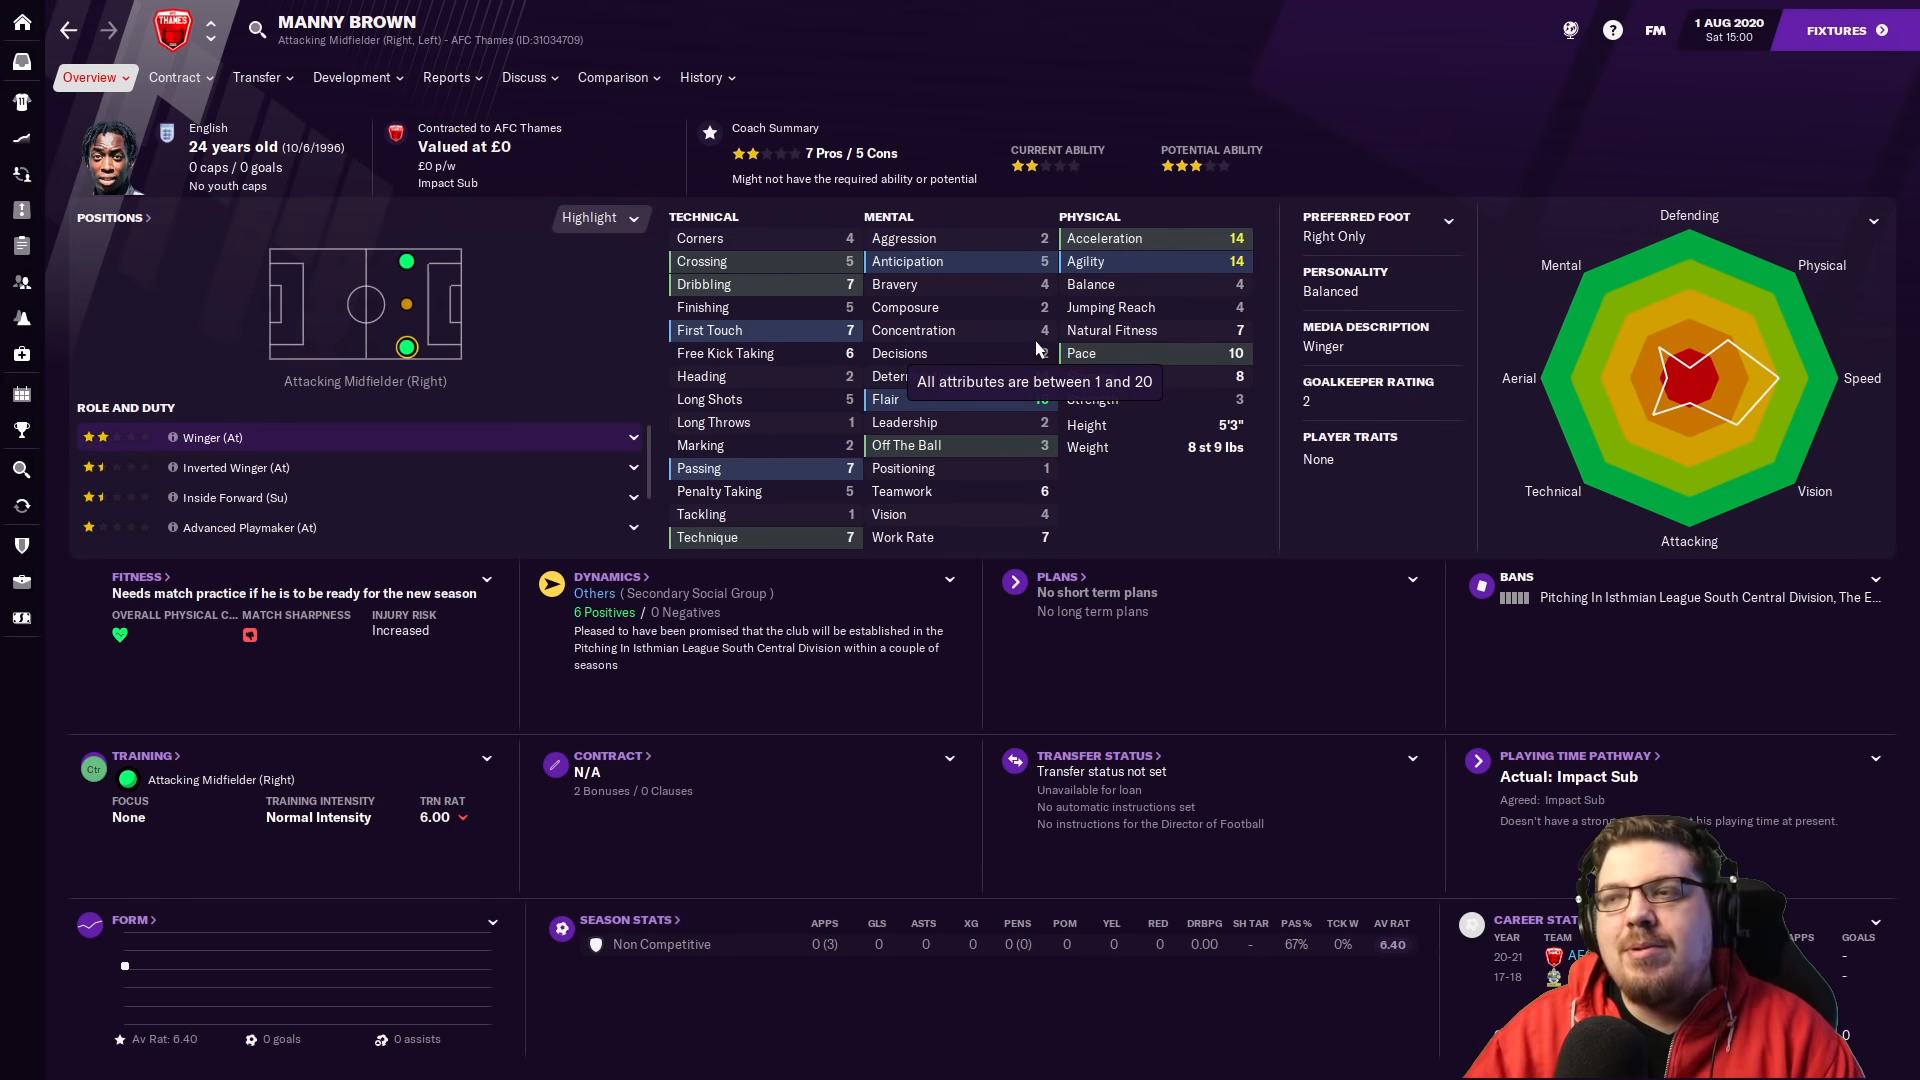 MANNY BROWN
Attacking Midfielder (Right, Left) - AFC Thames (ID:31034709)
THAMES
FM
1 AUG 2020
Sat 15:00
FIXTURES
Overview
Contract
Transfer
Development
Reports
Discuss
Comparison
History
English
24 years old (10/6/1996)
0 caps / 0 goals
No youth caps
Contracted to AFC Thames
Valued at £0
£0 p/w
Impact Sub
Coach Summary
7 Pros / 5 Cons
Might not have the required ability or potential
CURRENT ABILITY
POTENTIAL ABILITY
POSITIONS
Highlight
Attacking Midfielder (Right)
ROLE AND DUTY
Winger (At)
Inverted Winger (At)
Inside Forward (Su)
Advanced Playmaker (At)
TECHNICAL
Corners 4
Crossing 5
Dribbling 7
Finishing 5
First Touch 7
Free Kick Taking 6
Heading 2
Long Shots 5
Long Throws 1
Marking 2
Passing 7
Penalty Taking 5
Tackling 1
Technique 7
MENTAL
Aggression 2
Anticipation 5
Bravery 4
Composure 2
Concentration 4
Decisions
Deter
Flair
Leadership 2
Off The Ball 3
Positioning 1
Teamwork 6
Vision 4
Work Rate 7
All attributes are between 1 and 20
PHYSICAL
Acceleration 14
Agility 14
Balance 4
Jumping Reach 4
Natural Fitness 7
Pace 10
8
Strength 3
Height 5'3"
Weight 8 st 9 lbs
PREFERRED FOOT
Right Only
PERSONALITY
Balanced
MEDIA DESCRIPTION
Winger
GOALKEEPER RATING
2
PLAYER TRAITS
None
Defending
Mental
Physical
Aerial
Speed
Technical
Vision
Attacking
FITNESS
Needs match practice if he is to be ready for the new season
OVERALL PHYSICAL C... MATCH SHARPNESS INJURY RISK
Increased
DYNAMICS
Others ( Secondary Social Group )
6 Positives / 0 Negatives
Pleased to have been promised that the club will be established in the
Pitching In Isthmian League South Central Division within a couple of
seasons
PLANS
No short term plans
No long term plans
BANS
Pitching In Isthmian League South Central Division, The E...
TRAINING
Ctr
Attacking Midfielder (Right)
FOCUS TRAINING INTENSITY TRN RAT
None Normal Intensity 6.00
CONTRACT
N/A
2 Bonuses / 0 Clauses
TRANSFER STATUS
Transfer status not set
Unavailable for loan
No automatic instructions set
No instructions for the Director of Football
PLAYING TIME PATHWAY
Actual: Impact Sub
Agreed: Impact Sub
Doesn't have a strong his playing time at present.
FORM
Av Rat: 6.40 0 goals 0 assists
SEASON STATS APPS GLS ASTS XG PENS POM YEL RED DRBPG SH TAR PAS% TCK W AV RAT
Non Competitive 0 (3) 0 0 0 0 (0) 0 0 0 0.00 - 67% 0% 6.40
CAREER STAT
YEAR TEAM APPS GOALS
20-21 AF -
17-18 -
0